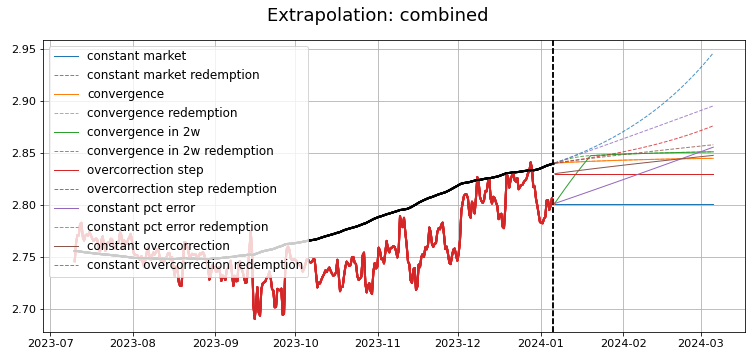 Extrapolation: combined
2.95
2.90
2.85
2.80
2.75
2.70
constant market
constant market redemption
convergence
convergence redemption
convergence in 2w
convergence in 2w redemption
overcorrection step
overcorrection step redemption
constant pct error
constant pct error redemption
constant overcorrection
constant overcorrection redemption
2023-07 2023-08 2023-09 2023-10 2023-11 2023-12 2024-01 2024-02 2024-03